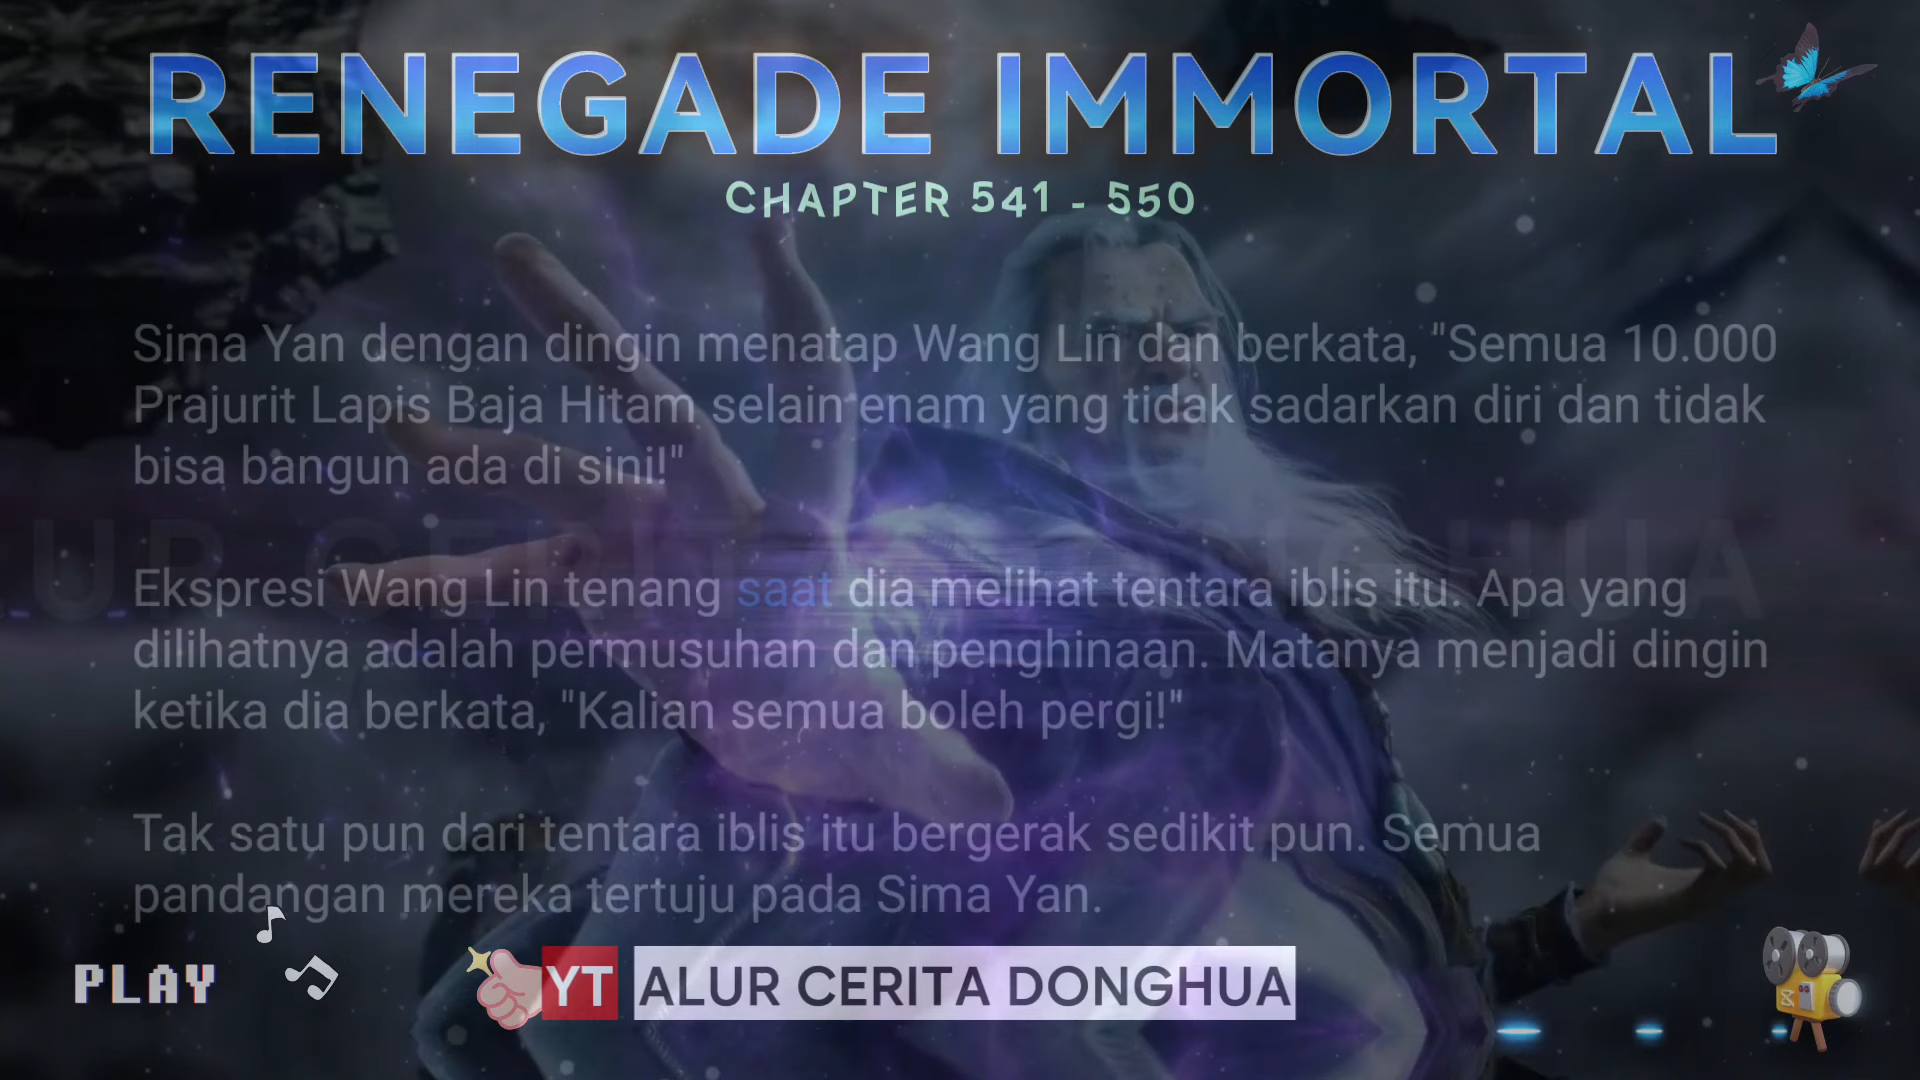 RENEGADE IMMORTAL
CHAPTER 541 - 550
Sima Yan dengan dingin menatap Wang Lin dan berkata, "Semua 10.000
Prajurit Lapis Baja Hitam selain enam yang tidak sadarkan diri dan tidak
bisa bangun ada di sini!"
Ekspresi Wang Lin tenang saat dia melihat tentara iblis itu. Apa yang
dilihatnya adalah permusuhan dan penghinaan. Matanya menjadi dingin
ketika dia berkata, "Kalian semua boleh pergi!"
Tak satu pun dari tentara iblis itu bergerak sedikit pun. Semua
pandangan mereka tertuju pada Sima Yan.
PLAY
YT ALUR CERITA DONGHUA